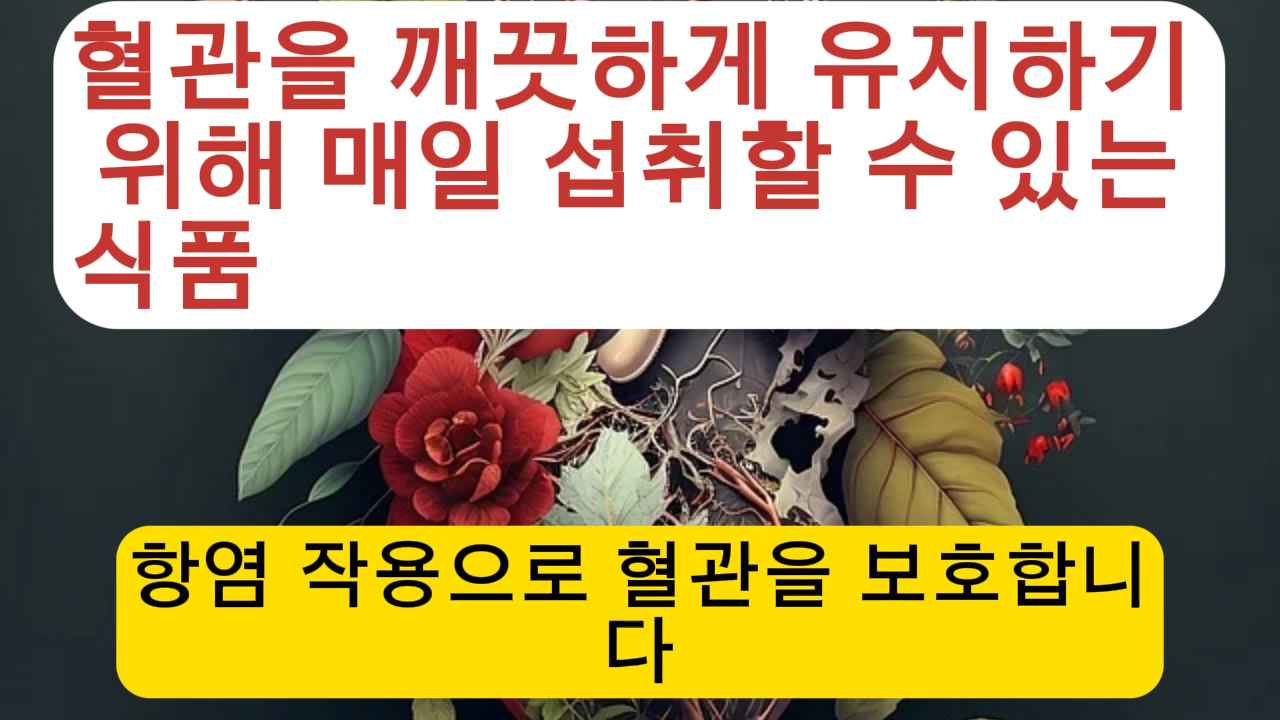 혈관을 깨끗하게 유지하기
위해 매일 섭취할 수 있는
식품
항염 작용으로 혈관을 보호합니
다